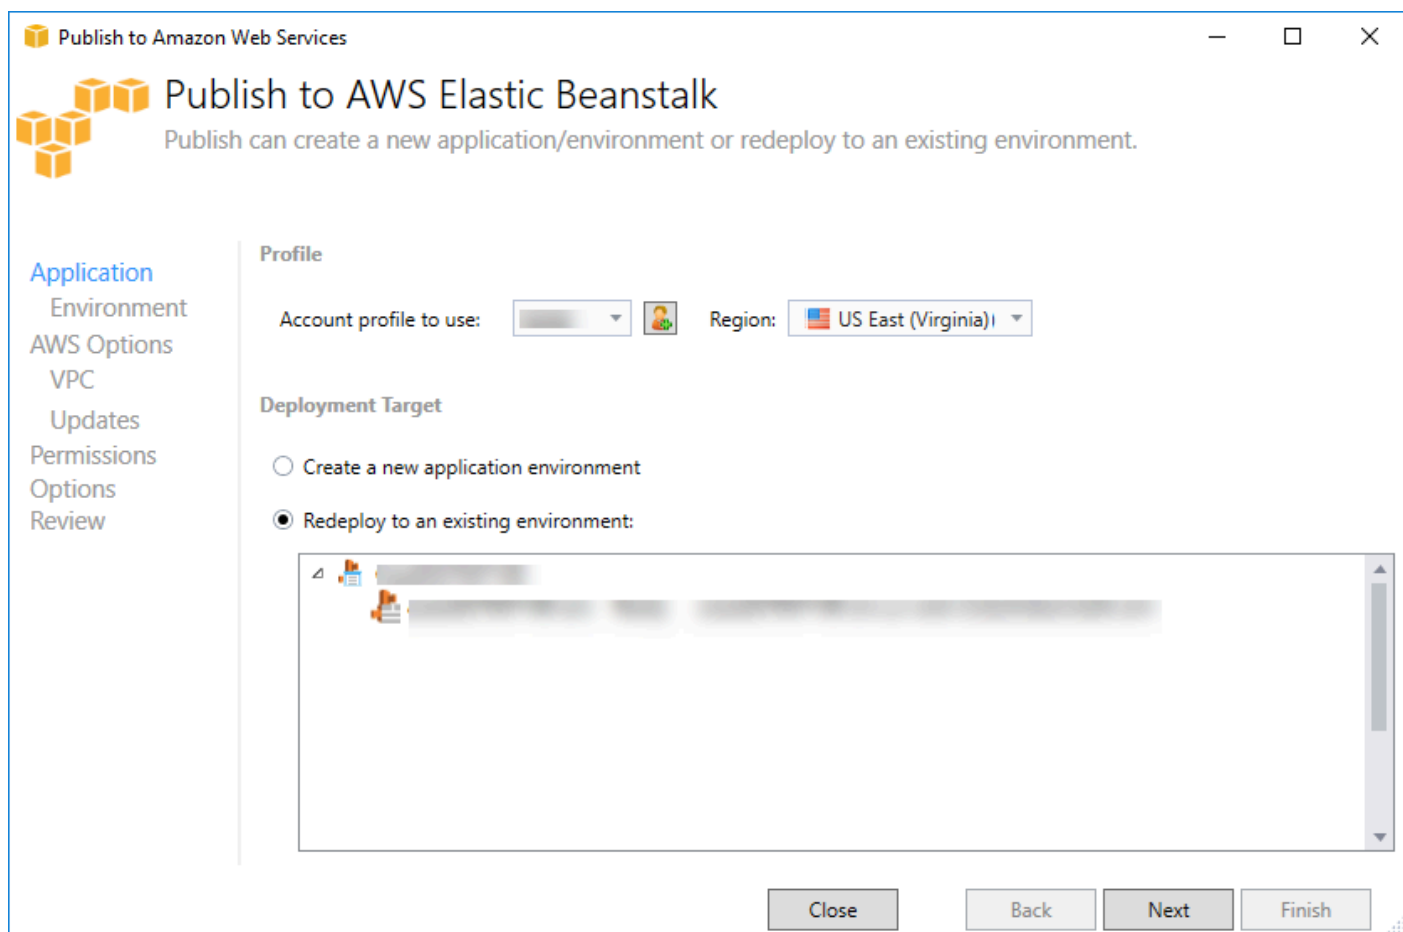 Publish to Amazon Web Services
Publish to AWS Elastic Beanstalk
Publish can create a new application/environment or redeploy to an existing environment.
Application
Environment
AWS Options
VPC
Updates
Permissions
Options
Review
Profile
Account profile to use:
Region: US East (Virginia)
Deployment Target
Create a new application environment
Redeploy to an existing environment:
Close Back Next Finish